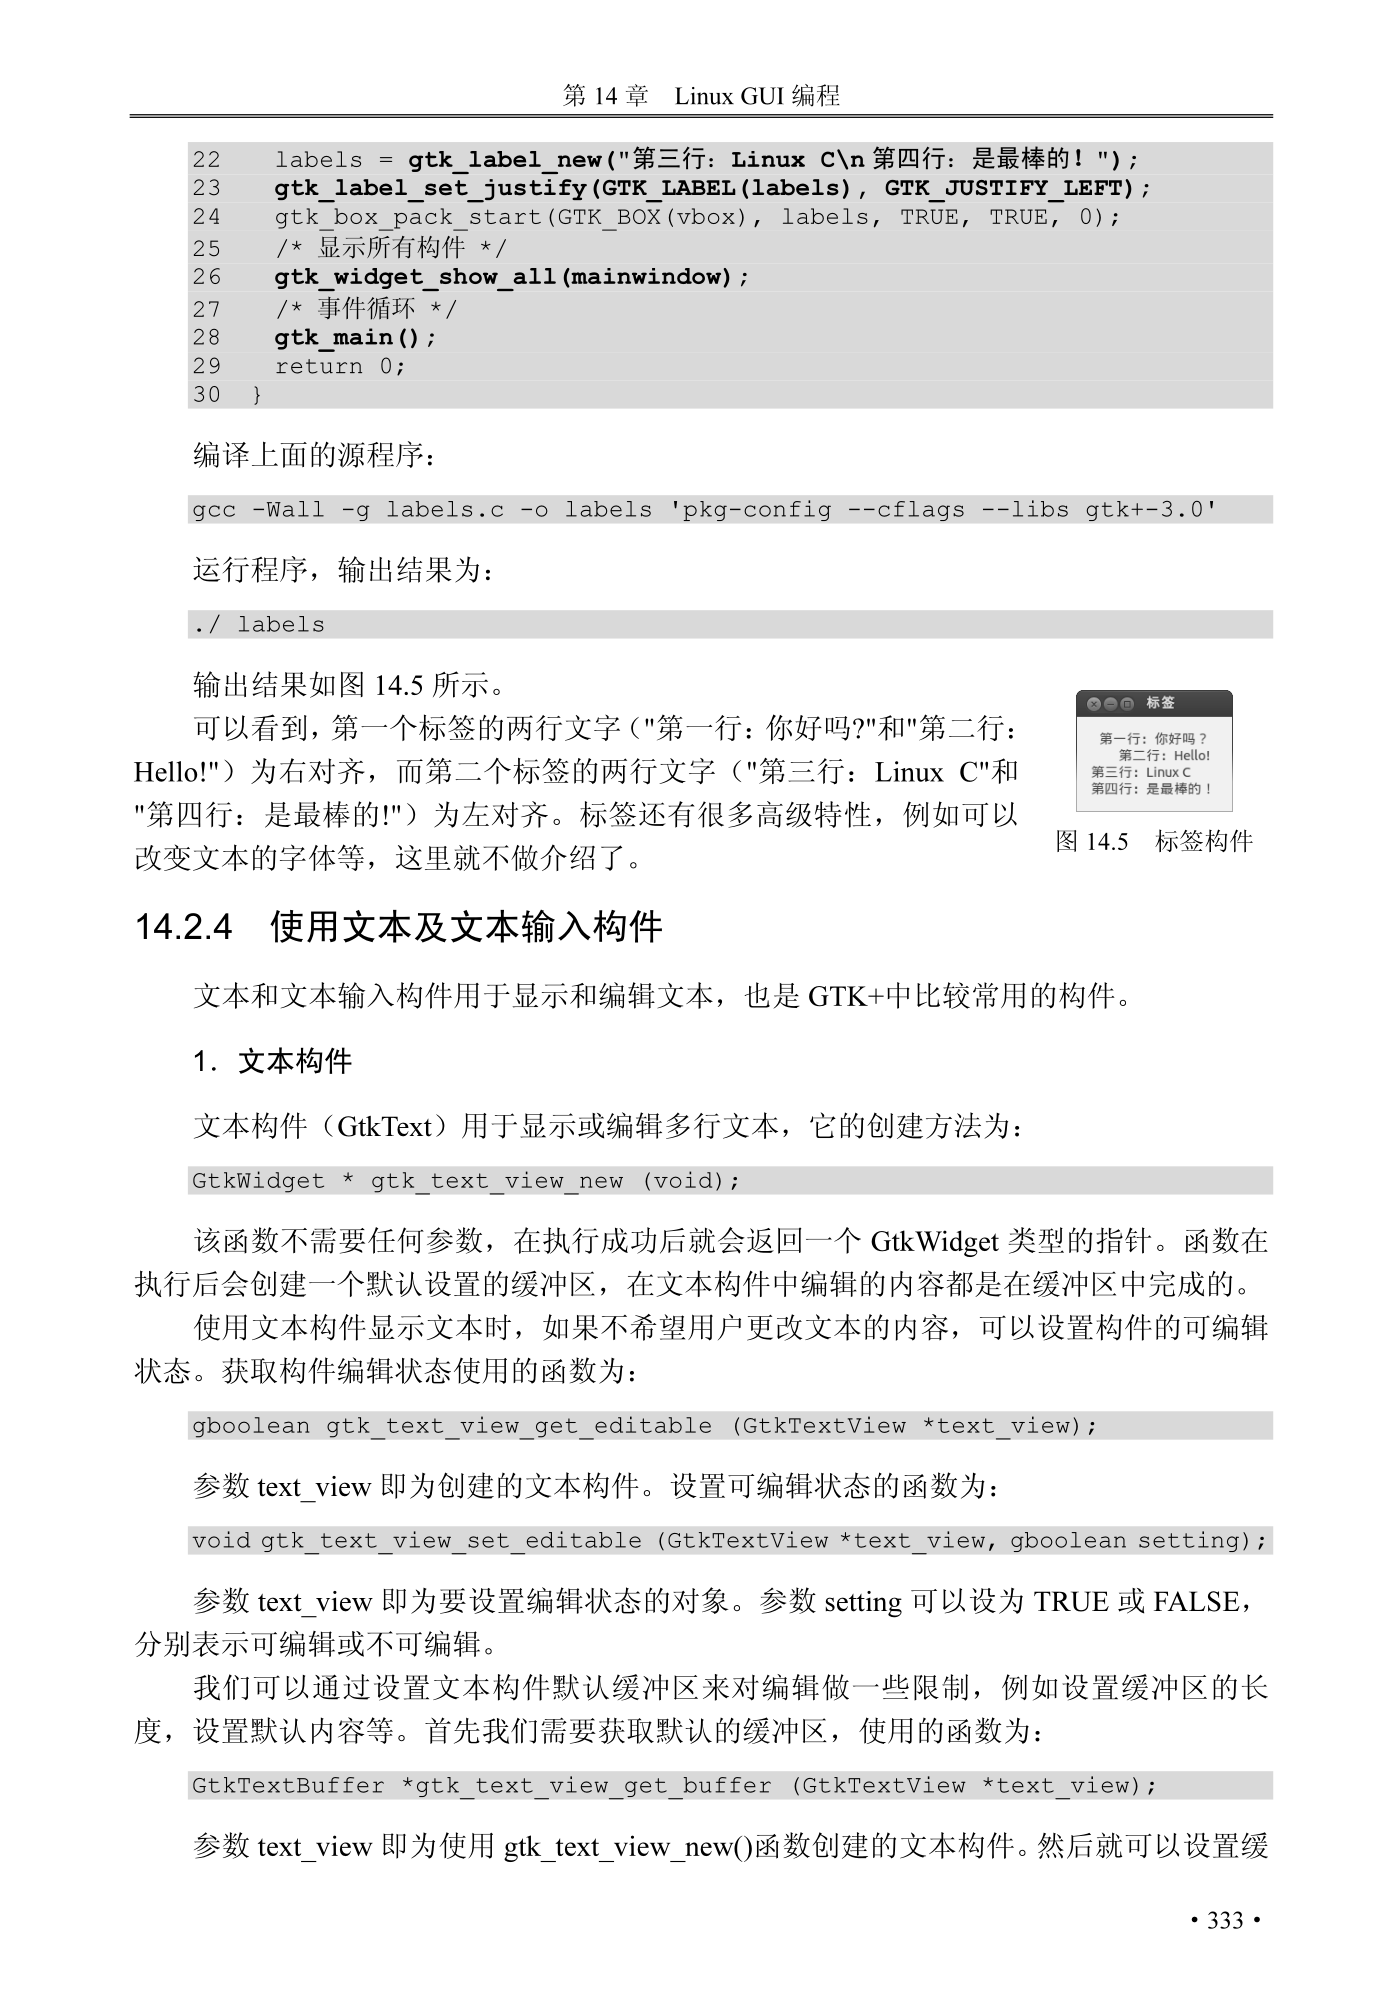 第 14 章 Linux GUI 编程
22 labels = gtk_label_new("第三行：Linux C\n 第四行：是最棒的！");
23 gtk_label_set_justify(GTK_LABEL(labels), GTK_JUSTIFY_LEFT);
24 gtk_box_pack_start(GTK_BOX(vbox), labels, TRUE, TRUE, 0);
25 /* 显示所有构件 */
26 gtk_widget_show_all(mainwindow);
27 /* 事件循环 */
28 gtk_main();
29 return 0;
30 }
编译上面的源程序：
gcc -Wall -g labels.c -o labels 'pkg-config --cflags --libs gtk+-3.0'
运行程序，输出结果为：
./ labels
输出结果如图 14.5 所示。
可以看到，第一个标签的两行文字（"第一行：你好吗?"和"第二行：
Hello!"）为右对齐，而第二个标签的两行文字（"第三行：Linux C"和
"第四行：是最棒的!"）为左对齐。标签还有很多高级特性，例如可以
改变文本的字体等，这里就不做介绍了。
标签
第一行：你好吗？
第二行：Hello!
第三行：Linux C
第四行：是最棒的！
图 14.5 标签构件
14.2.4 使用文本及文本输入构件
文本和文本输入构件用于显示和编辑文本，也是 GTK+中比较常用的构件。
1．文本构件
文本构件（GtkText）用于显示或编辑多行文本，它的创建方法为：
GtkWidget * gtk_text_view_new (void);
该函数不需要任何参数，在执行成功后就会返回一个 GtkWidget 类型的指针。函数在
执行后会创建一个默认设置的缓冲区，在文本构件中编辑的内容都是在缓冲区中完成的。
使用文本构件显示文本时，如果不希望用户更改文本的内容，可以设置构件的可编辑
状态。获取构件编辑状态使用的函数为：
gboolean gtk_text_view_get_editable (GtkTextView *text_view);
参数 text_view 即为创建的文本构件。设置可编辑状态的函数为：
void gtk_text_view_set_editable (GtkTextView *text_view, gboolean setting);
参数 text_view 即为要设置编辑状态的对象。参数 setting 可以设为 TRUE 或 FALSE，
分别表示可编辑或不可编辑。
我们可以通过设置文本构件默认缓冲区来对编辑做一些限制，例如设置缓冲区的长
度，设置默认内容等。首先我们需要获取默认的缓冲区，使用的函数为：
GtkTextBuffer *gtk_text_view_get_buffer (GtkTextView *text_view);
参数 text_view 即为使用 gtk_text_view_new()函数创建的文本构件。然后就可以设置缓
• 333 •